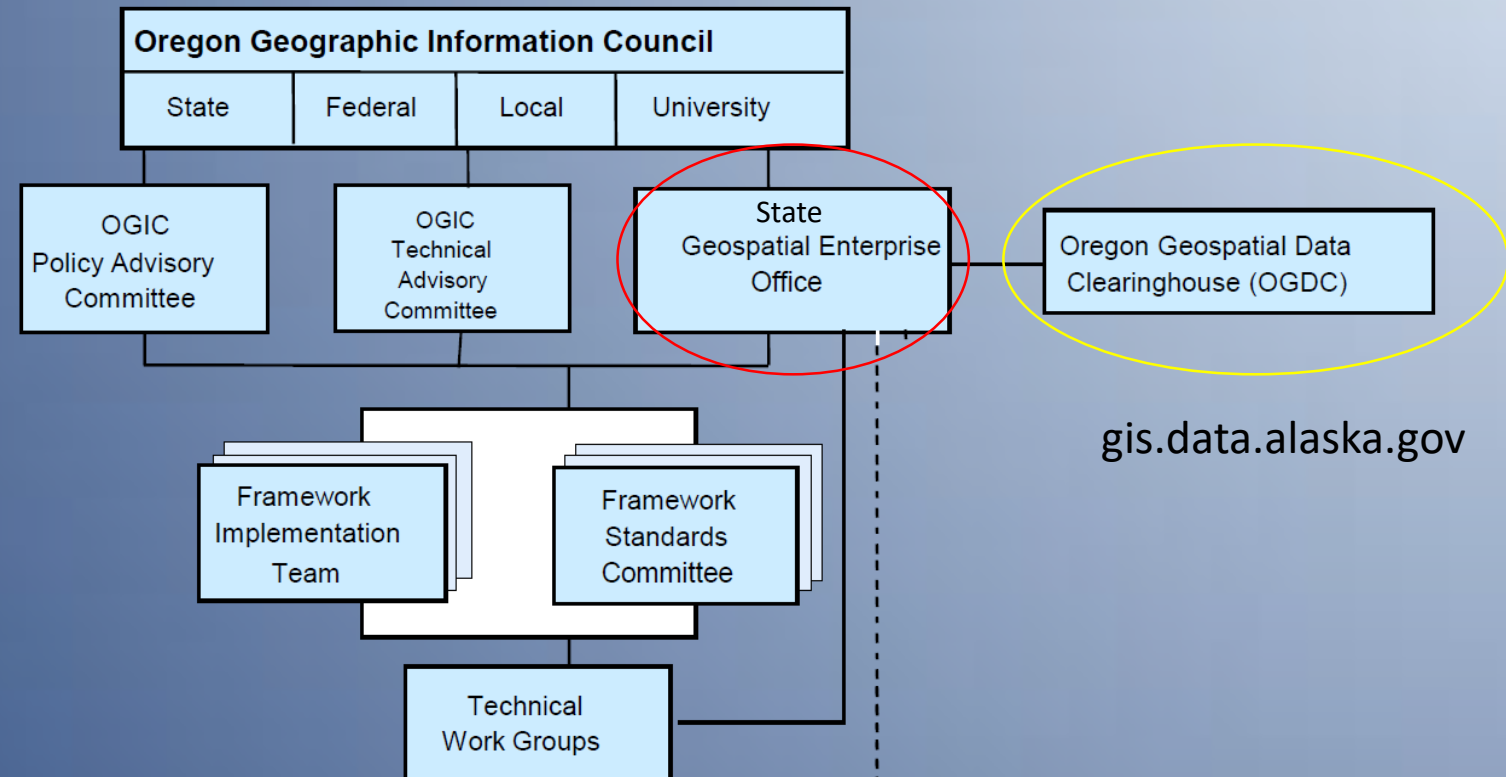 Oregon Geographic Information Council
State
Federal
Local
University
OGIC
Policy Advisory
Committee
OGIC
Technical
Advisory
Committee
State
Geospatial Enterprise
Office
Oregon Geospatial Data
Clearinghouse (OGDC)
gis.data.alaska.gov
Framework
Implementation
Team
Framework
Standards
Committee
Technical
Work Groups